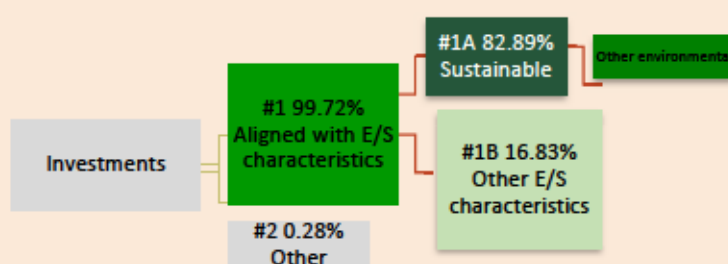 Investments
#1 99.72%
Aligned with E/S
characteristics
#2 0.28%
Other
#1A 82.89%
Sustainable
#1B 16.83%
Other E/S
characteristics
Other environmenta